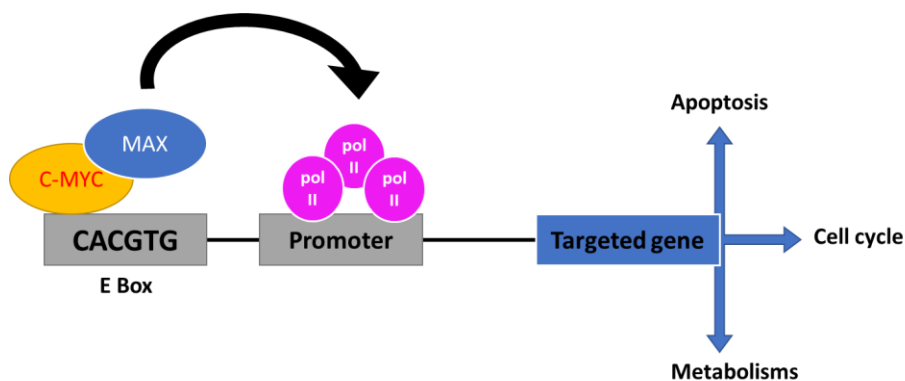 Apoptosis
MAX
C-MYC
pol
II
pol
II
pol
II
CACGTG
Promoter
Targeted gene
Cell cycle
E Box
Metabolisms